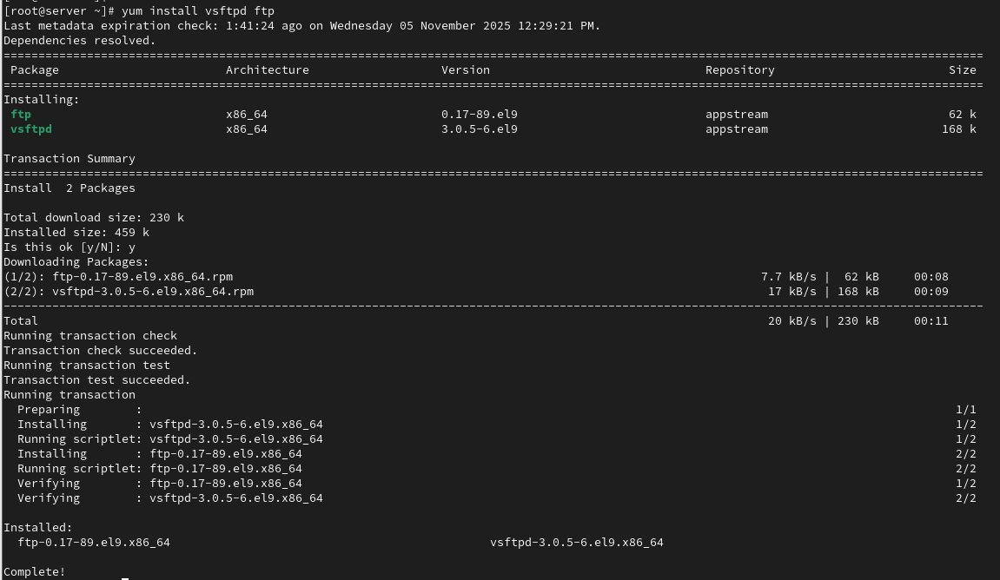 [root@server ~]# yum install vsftpd ftp
Last metadata expiration check: 1:41:24 ago on Wednesday 05 November 2025 12:29:21 PM.
Dependencies resolved.
================================================================================
 Package                Architecture                Version                Repository                Size
================================================================================
Installing:
 ftp                    x86_64                      0.17-89.el9            appstream                 62 k
 vsftpd                 x86_64                      3.0.5-6.el9            appstream                168 k

Transaction Summary
================================================================================
Install  2 Packages

Total download size: 230 k
Installed size: 459 k
Is this ok [y/N]: y
Downloading Packages:
(1/2): ftp-0.17-89.el9.x86_64.rpm                7.7 kB/s |  62 kB     00:08
(2/2): vsftpd-3.0.5-6.el9.x86_64.rpm              17 kB/s | 168 kB     00:09
--------------------------------------------------------------------------------
Total                                             20 kB/s | 230 kB     00:11
Running transaction check
Transaction check succeeded.
Running transaction test
Transaction test succeeded.
Running transaction
  Preparing        :                                                        1/1
  Installing       : vsftpd-3.0.5-6.el9.x86_64                              1/2
  Running scriptlet: vsftpd-3.0.5-6.el9.x86_64                              1/2
  Installing       : ftp-0.17-89.el9.x86_64                                 2/2
  Running scriptlet: ftp-0.17-89.el9.x86_64                                 2/2
  Verifying        : ftp-0.17-89.el9.x86_64                                 1/2
  Verifying        : vsftpd-3.0.5-6.el9.x86_64                              2/2

Installed:
  ftp-0.17-89.el9.x86_64                      vsftpd-3.0.5-6.el9.x86_64

Complete!